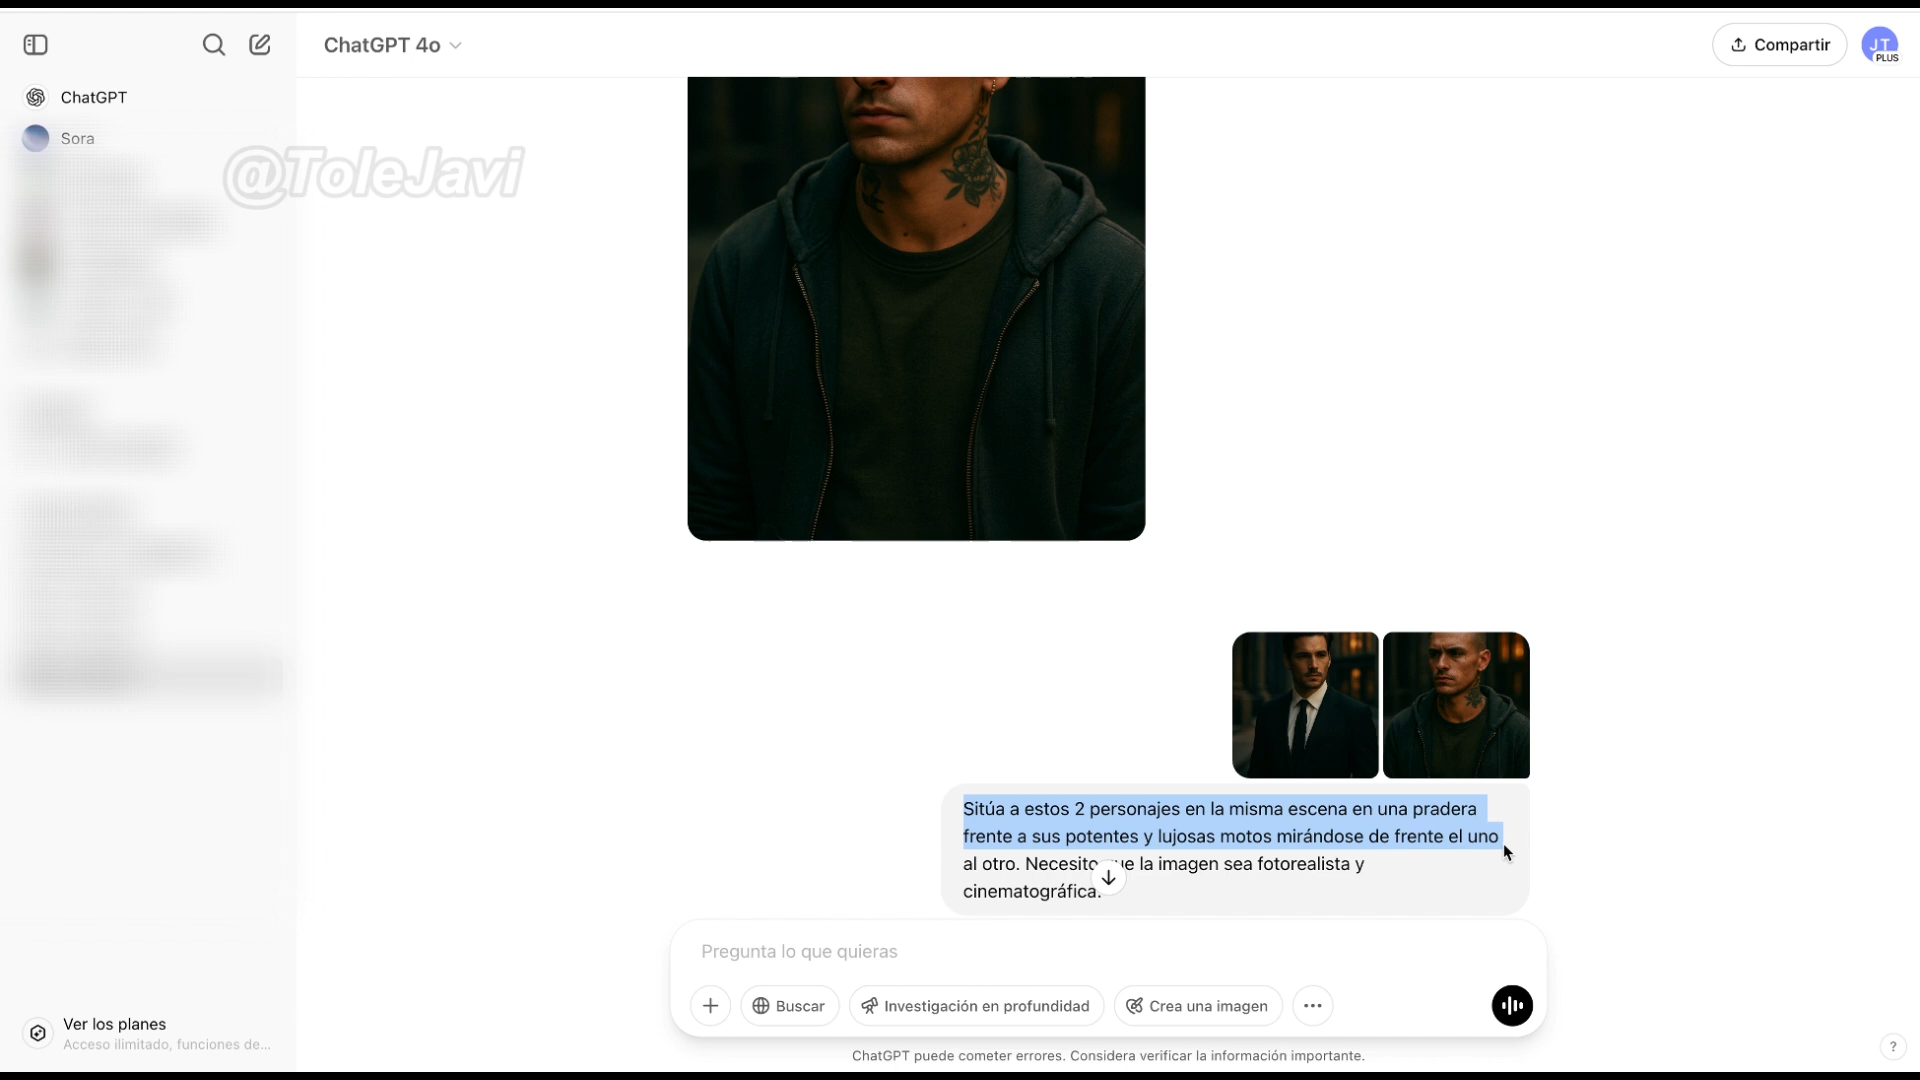 ChatGPT 4o
Compartir
JT
PLUS
ChatGPT
Sora
@ToleJavi
Sitúa a estos 2 personajes en la misma escena en una pradera
frente a sus potentes y lujosas motos mirándose de frente el uno
al otro. Necesito la imagen sea fotorealista y
cinematográfica.
Pregunta lo que quieras
Buscar
Investigación en profundidad
Crea una imagen
Ver los planes
Acceso ilimitado, funciones de...
ChatGPT puede cometer errores. Considera verificar la información importante.
?